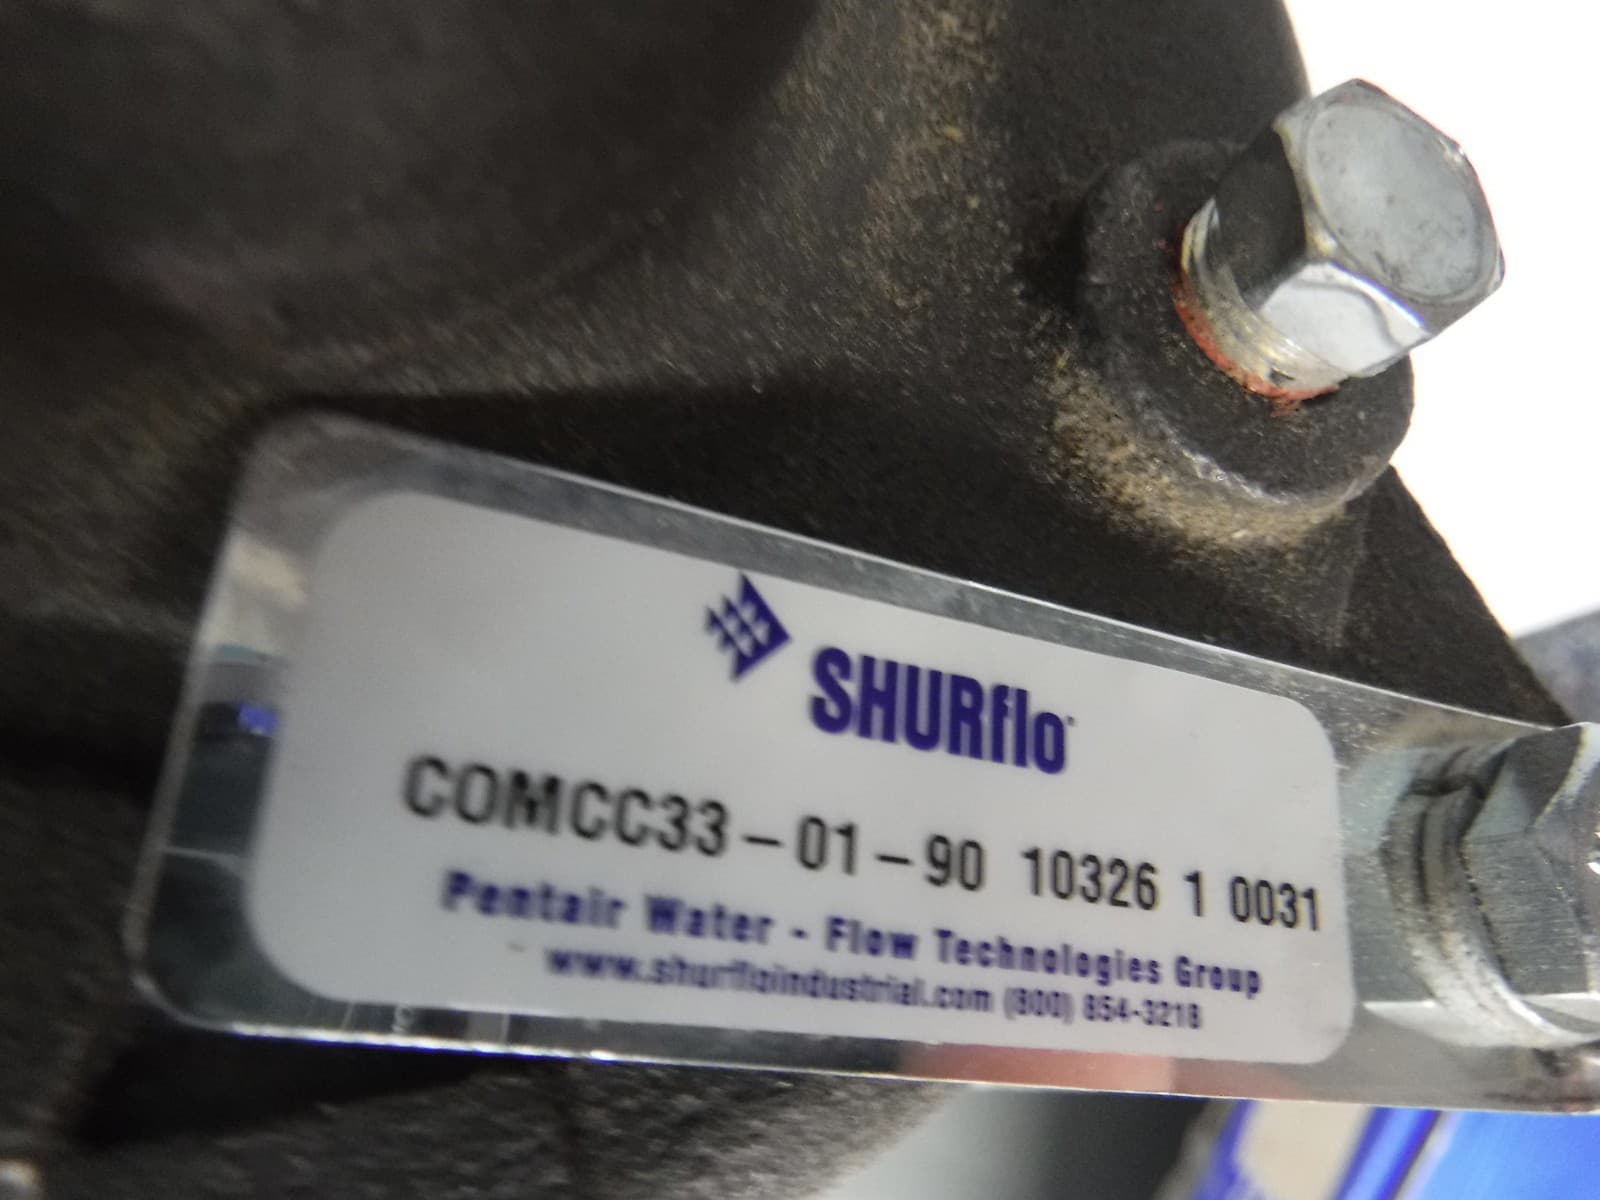 SHURflo
COMCC33-01-90 10326 1 0031
Pentair Water - Flow Technologies Group
www.shurfloindustrial.com (800) 854-3218